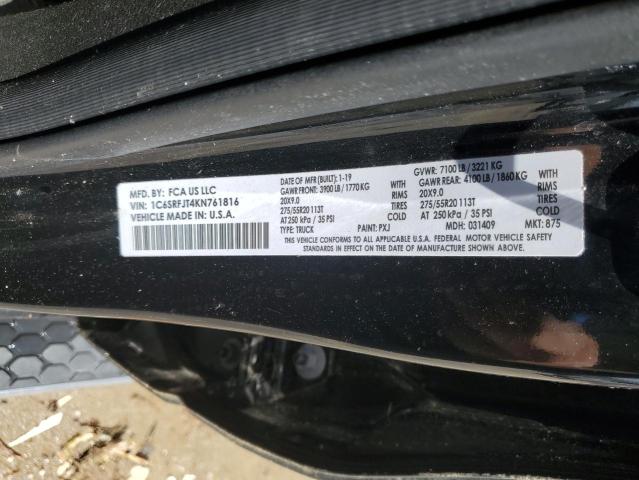 MFD. BY: FCA US LLC
VIN: 1C6SRFJT4KN761816
VEHICLE MADE IN U.S.A.
DATE OF MFR (BUILT): 1-19
GAWR FRONT: 3900 LB / 1770 KG WITH
20X9.0 RIMS
275/55R20 113T TIRES
AT 250 kPa / 35 PSI COLD
TYPE: TRUCK PAINT: PXJ
GVWR: 7100 LB / 3221 KG
GAWR REAR: 4100 LB / 1860 KG WITH
20X9.0 RIMS
275/55R20 113T TIRES
AT 250 kPa / 35 PSI COLD
MDH: 031409 MKT: 875
THIS VEHICLE CONFORMS TO ALL APPLICABLE U.S.A. FEDERAL MOTOR VEHICLE SAFETY
STANDARDS IN EFFECT ON THE DATE OF MANUFACTURE SHOWN ABOVE.